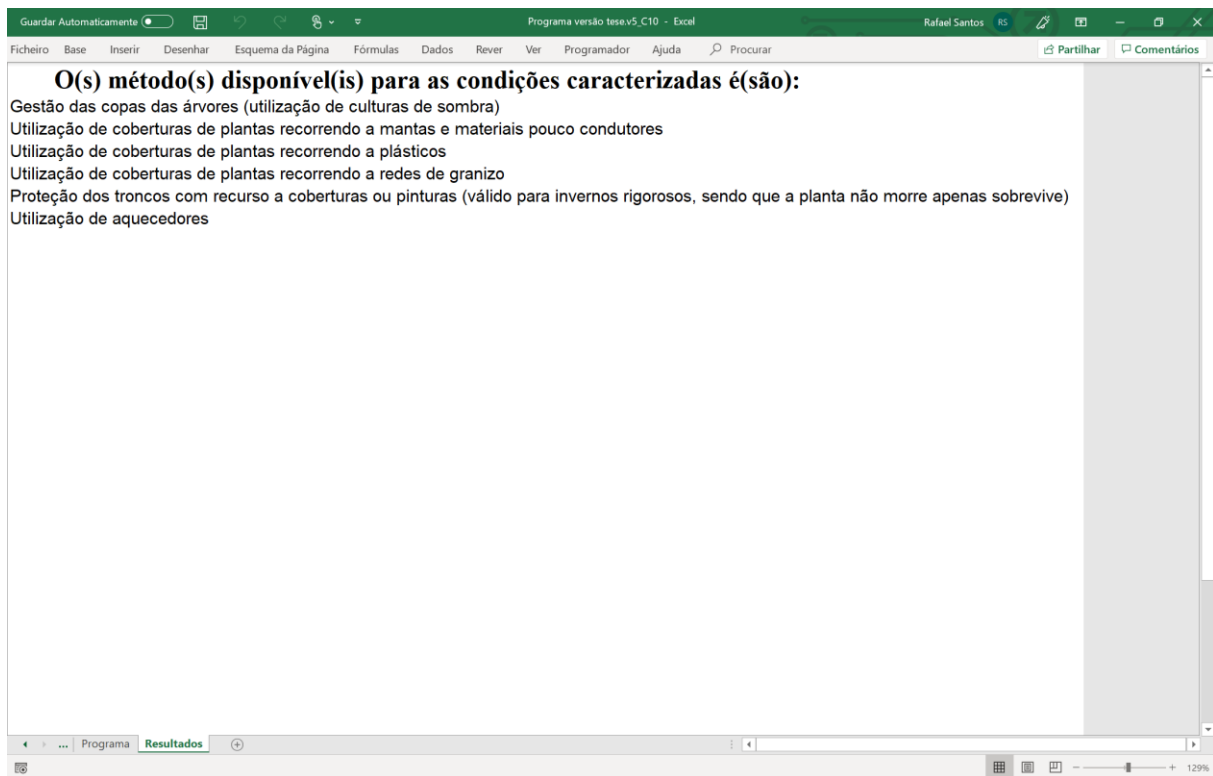 Guardar Automaticamente
Programa versão tese.v5_C10 - Excel
Rafael Santos RS
Ficheiro Base Inserir Desenhar Esquema da Página Fórmulas Dados Rever Ver Programador Ajuda Procurar Partilhar Comentários
O(s) método(s) disponível(is) para as condições caracterizadas é(são):
Gestão das copas das árvores (utilização de culturas de sombra)
Utilização de coberturas de plantas recorrendo a mantas e materiais pouco condutores
Utilização de coberturas de plantas recorrendo a plásticos
Utilização de coberturas de plantas recorrendo a redes de granizo
Proteção dos troncos com recurso a coberturas ou pinturas (válido para invernos rigorosos, sendo que a planta não morre apenas sobrevive)
Utilização de aquecedores
... Programa Resultados
129%